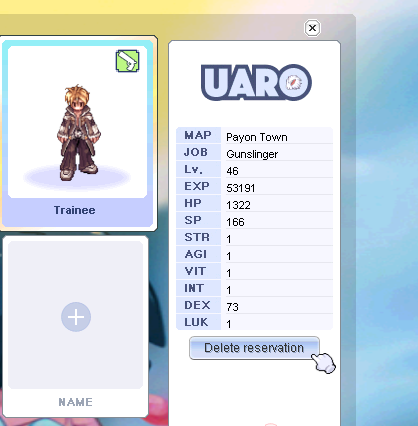 UARO
MAP Payon Town
JOB Gunslinger
Lv. 46
EXP 53191
HP 1322
SP 166
STR 1
AGI 1
VIT 1
INT 1
DEX 73
LUK 1
Delete reservation
Trainee
NAME